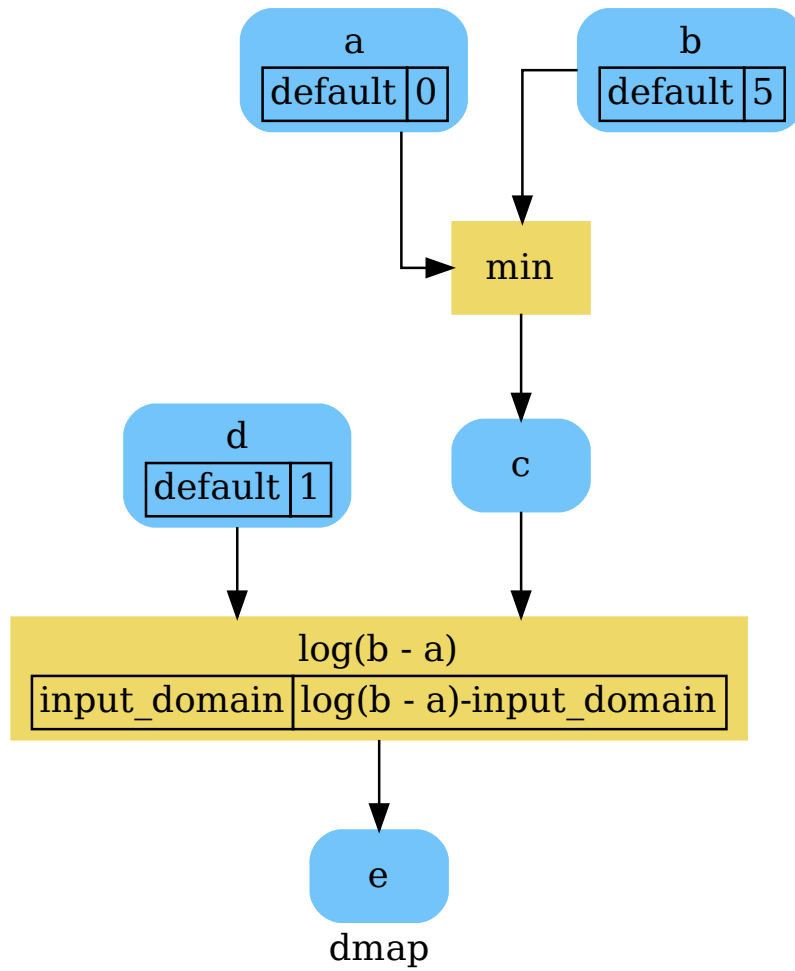 a
default 0
b
default 5
min
d
default 1
c
log(b - a)
input_domain log(b - a)-input_domain
e
dmap